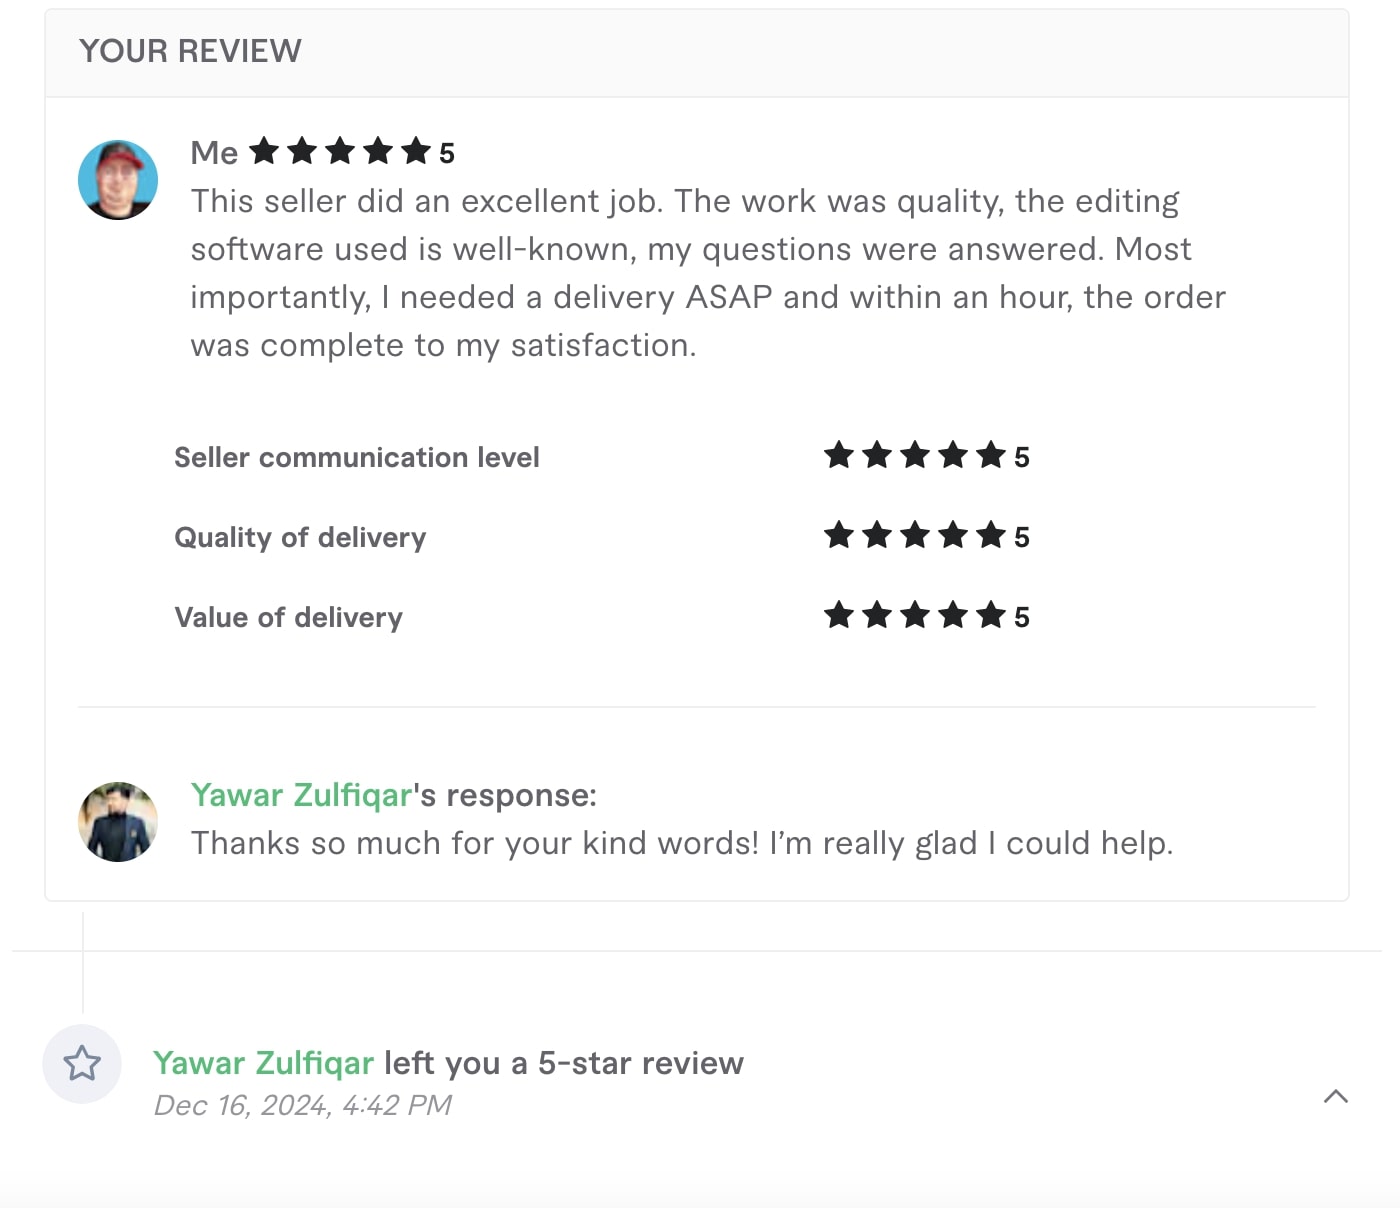 YOUR REVIEW
Me ★★★★★ 5
This seller did an excellent job. The work was quality, the editing
software used is well-known, my questions were answered. Most
importantly, I needed a delivery ASAP and within an hour, the order
was complete to my satisfaction.
Seller communication level ★★★★★ 5
Quality of delivery ★★★★★ 5
Value of delivery ★★★★★ 5
Yawar Zulfiqar's response:
Thanks so much for your kind words! I’m really glad I could help.
Yawar Zulfiqar left you a 5-star review
Dec 16, 2024, 4:42 PM